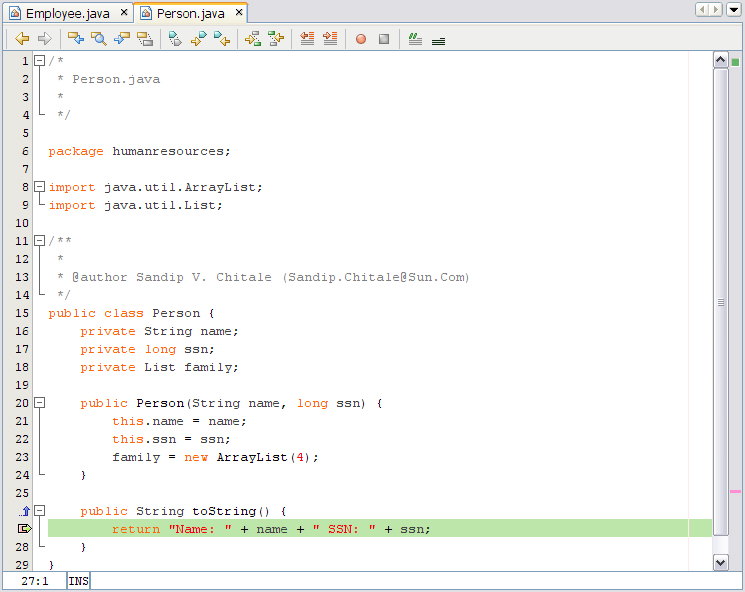 Employee.java Person.java
1 /*
2 * Person.java
3 *
4 */
5
6 package humanresources;
7
8 import java.util.ArrayList;
9 import java.util.List;
10
11 /**
12 *
13 * @author Sandip V. Chitale (Sandip.Chitale@Sun.Com)
14 */
15 public class Person {
16 private String name;
17 private long ssn;
18 private List family;
19
20 public Person(String name, long ssn) {
21 this.name = name;
22 this.ssn = ssn;
23 family = new ArrayList(4);
24 }
25
public String toString() {
return "Name: " + name + " SSN: " + ssn;
28 }
29 }
27:1 INS